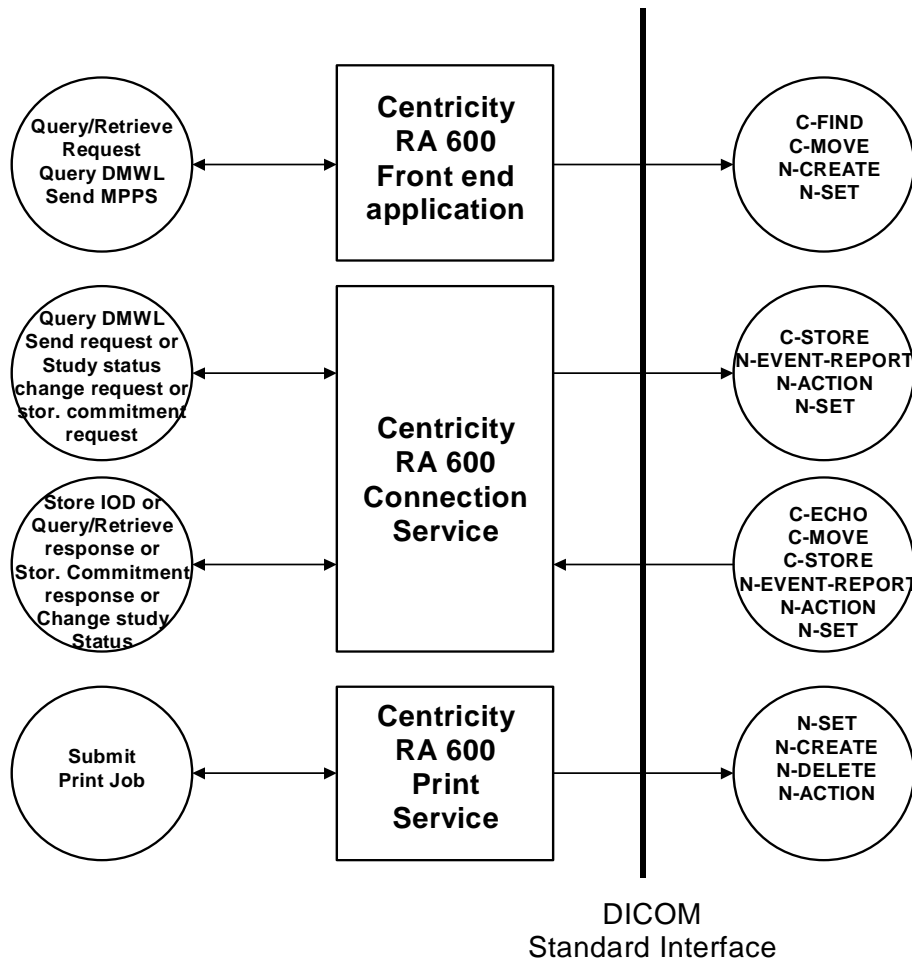 Query/Retrieve
Request
Query DMWL
Send MPPS
Centricity
RA 600
Front end
application
C-FIND
C-MOVE
N-CREATE
N-SET
Query DMWL
Send request or
Study status
change request or
stor. commitment
request
Centricity
RA 600
Connection
Service
C-STORE
N-EVENT-REPORT
N-ACTION
N-SET
Store IOD or
Query/Retrieve
response or
Stor. Commitment
response or
Change study
Status
C-ECHO
C-MOVE
C-STORE
N-EVENT-REPORT
N-ACTION
N-SET
Submit
Print Job
Centricity
RA 600
Print
Service
N-SET
N-CREATE
N-DELETE
N-ACTION
DICOM
Standard Interface